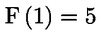 F (1) = 5